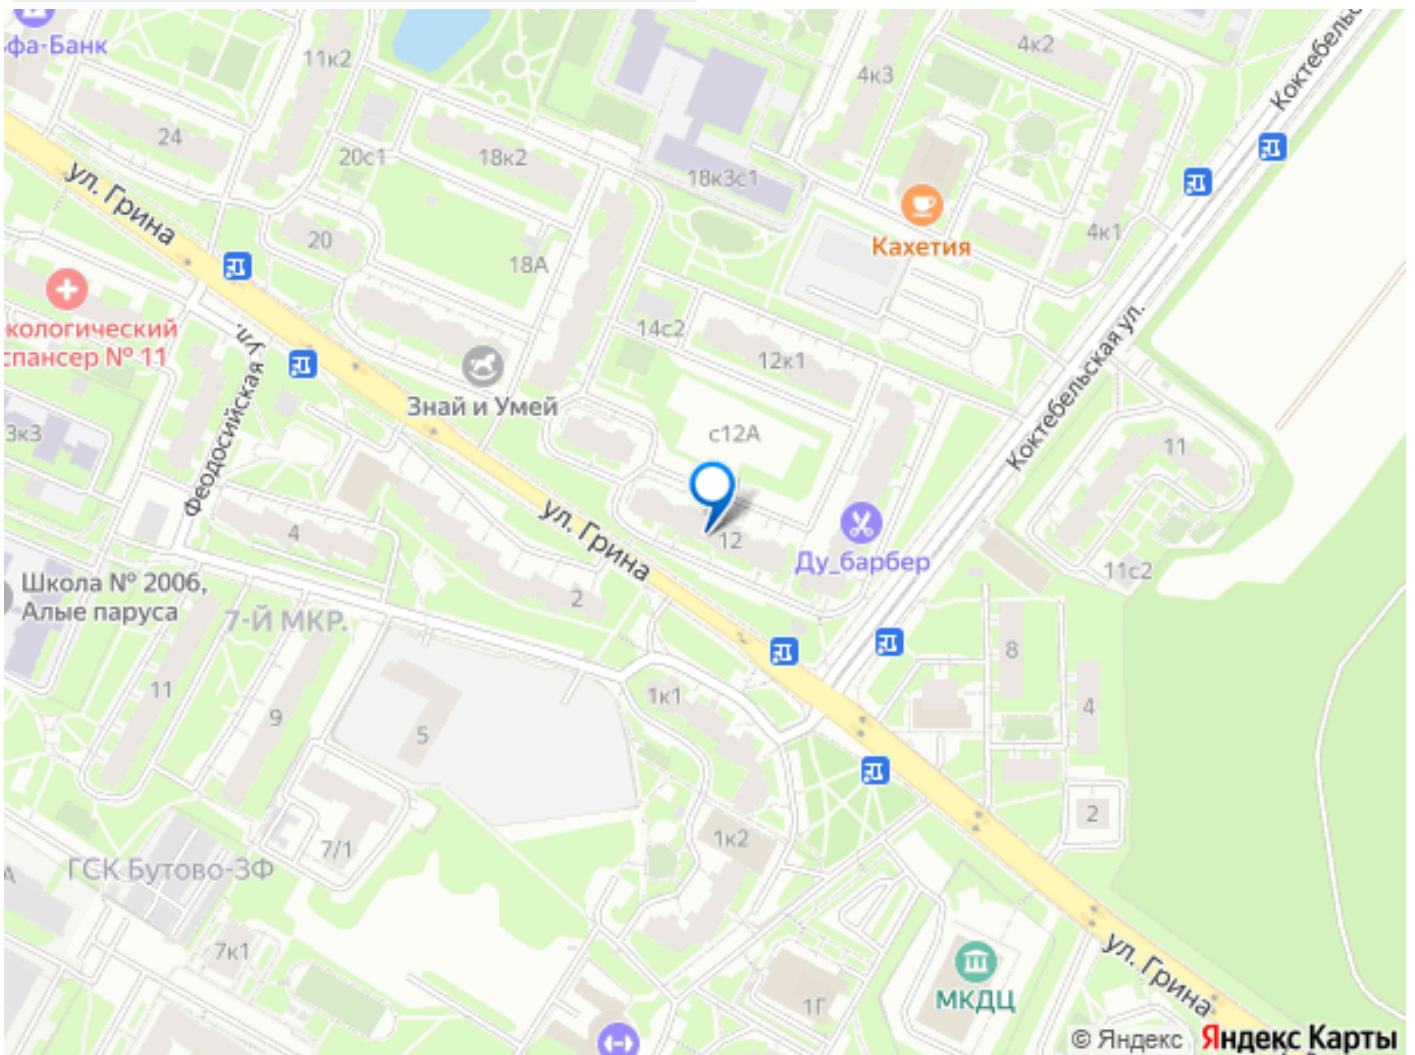 фа-Банк
11к2
4к2
4к3
Коктебельс
24
20с1
18к2
18к3с1
ул. Грина
Кахетия
4к1
20
18А
кологический
спансер № 11
14с2
12к1
Феодосийская ул.
Знай и Умей
3к3
с12А
Коктебельская ул.
11
ул. Грина
12
Ду_барбер
4
11с2
Школа № 2006,
Алые паруса
7-Й МКР.
2
8
11
9
5
1к1
4
2
7/1
1к2
ГСК Бутово-3Ф
А
7к1
МКДЦ
1Г
ул. Грина
© Яндекс Яндекс Карты